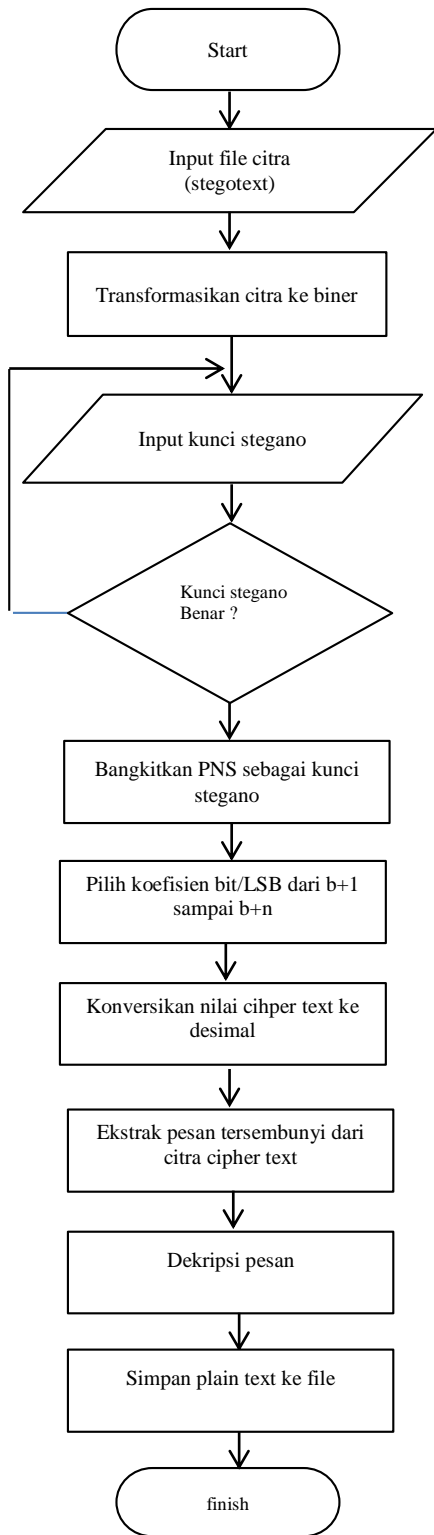 Start
Input file citra
(stegotext)
Transformasikan citra ke biner
Input kunci stegano
Kunci stegano
Benar ?
Bangkitkan PNS sebagai kunci
stegano
Pilih koefisien bit/LSB dari b+1
sampai b+n
Konversikan nilai cihper text ke
desimal
Ekstrak pesan tersembunyi dari
citra cipher text
Dekripsi pesan
Simpan plain text ke file
finish